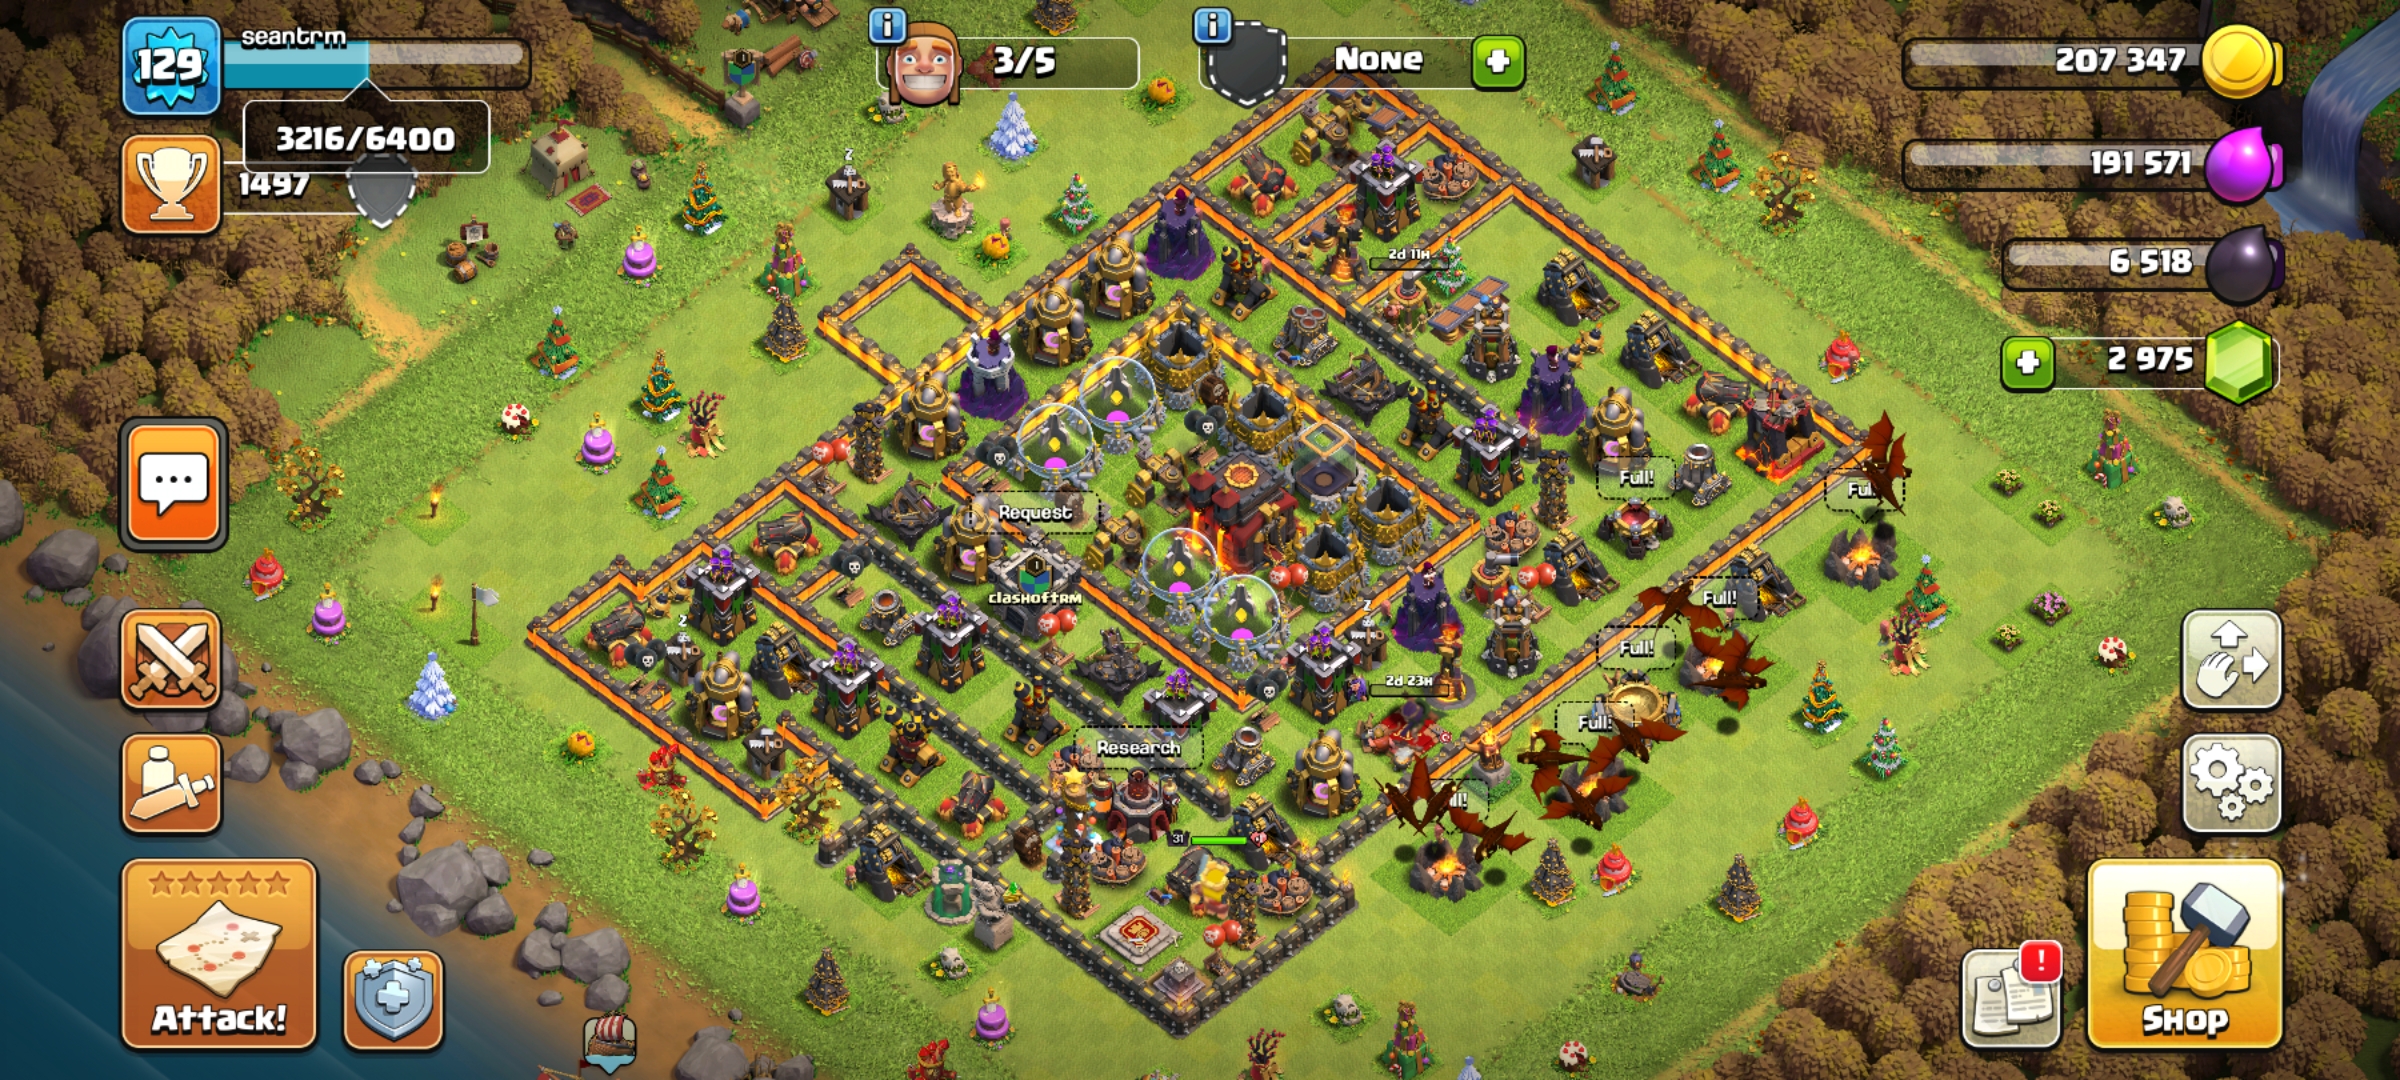 129
seantrm
3/5
None
207 347
3216/6400
1497
191 571
6 518
2 975
2d 11H
Full!
Request
clashoftrm
Full!
Full!
2d 23H
Full!
Research
31
Attack!
Shop